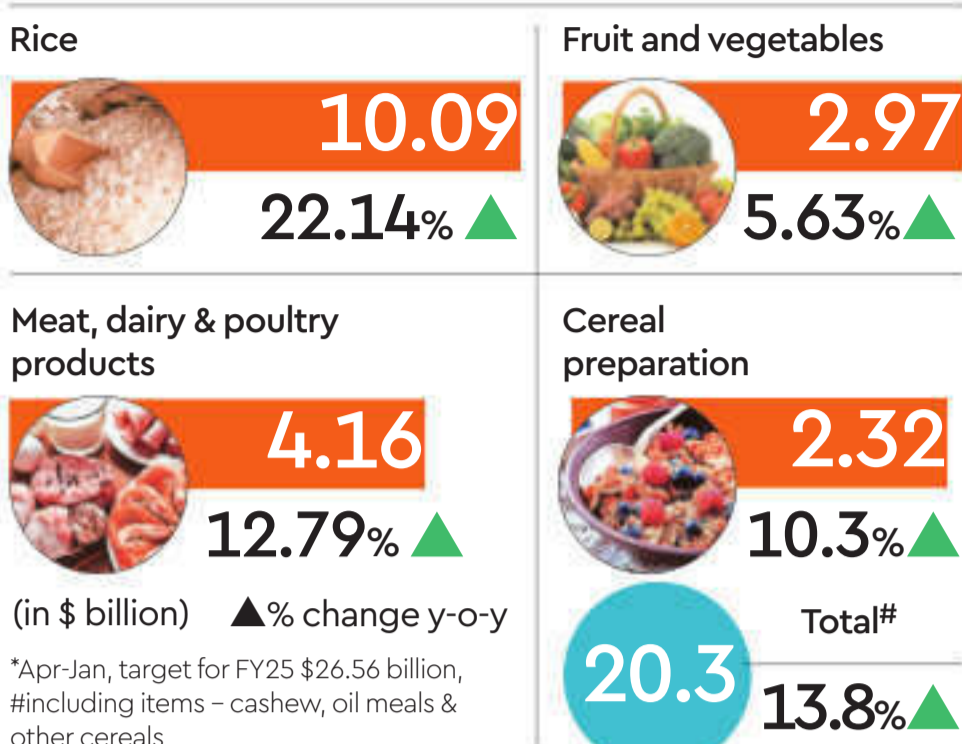 Rice
10.09
22.14% ▲
Fruit and vegetables
2.97
5.63% ▲
Meat, dairy & poultry
products
4.16
12.79% ▲
Cereal
preparation
2.32
10.3% ▲
(in $ billion) ▲% change y-o-y
*Apr-Jan, target for FY25 $26.56 billion,
#including items – cashew, oil meals &
other cereals
Total#
20.3
13.8% ▲